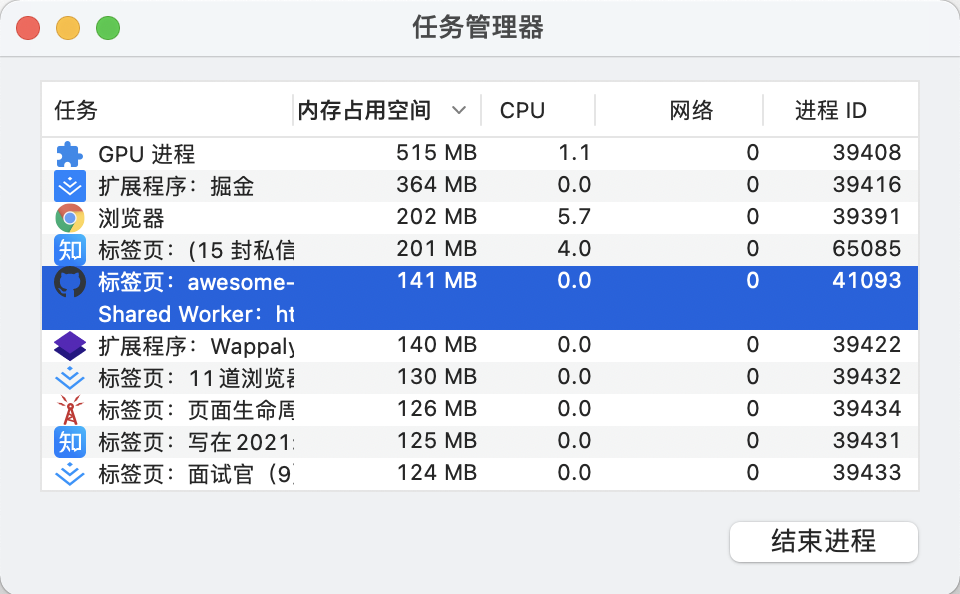 任务管理器
任务 内存占用空间 CPU 网络 进程 ID
GPU 进程 515 MB 1.1 0 39408
扩展程序：掘金 364 MB 0.0 0 39416
浏览器 202 MB 5.7 0 39391
知 标签页：(15 封私信 201 MB 4.0 0 65085
标签页：awesome- 141 MB 0.0 0 41093
Shared Worker：ht
扩展程序：Wappaly 140 MB 0.0 0 39422
标签页：11 道浏览器 130 MB 0.0 0 39432
标签页：页面生命周 126 MB 0.0 0 39434
知 标签页：写在 2021 125 MB 0.0 0 39431
标签页：面试官（9 124 MB 0.0 0 39433
结束进程